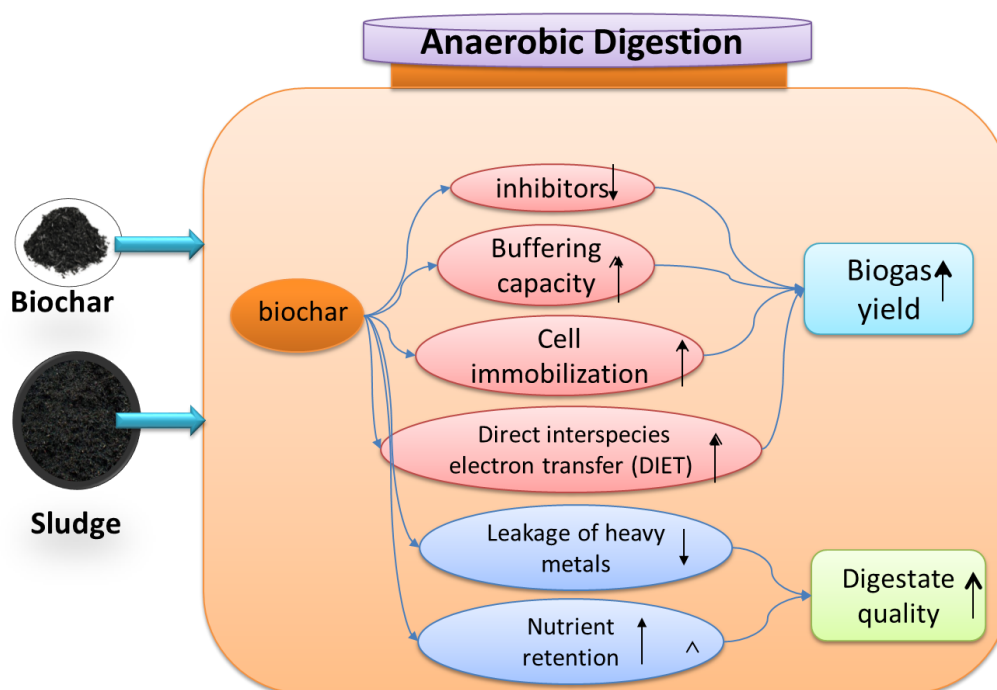 Anaerobic Digestion
inhibitors
Buffering
capacity
Biogas
yield
Biochar
biochar
Cell
immobilization
Direct interspecies
electron transfer (DIET)
Sludge
Leakage of heavy
metals
Digestate
quality
Nutrient
retention